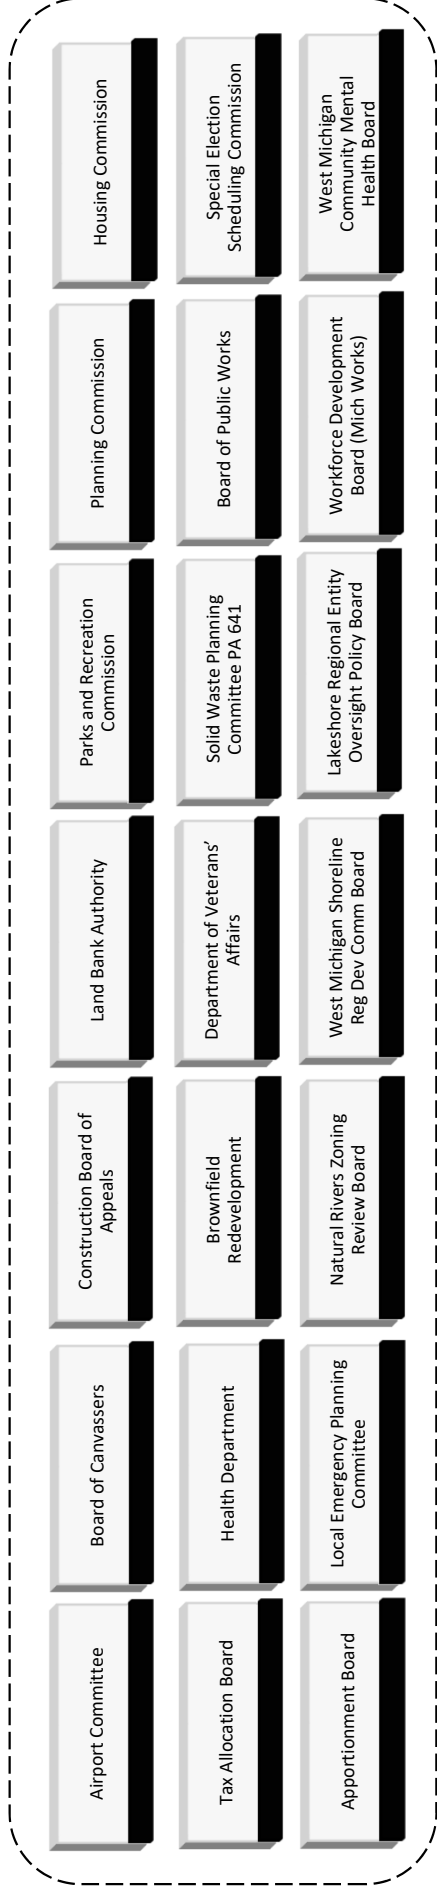 Airport Committee
Board of Canvassers
Construction Board of
Appeals
Land Bank Authority
Parks and Recreation
Commission
Planning Commission
Housing Commission
Tax Allocation Board
Health Department
Brownfield
Redevelopment
Department of Veterans’
Affairs
Solid Waste Planning
Committee PA 641
Board of Public Works
Special Election
Scheduling Commission
Apportionment Board
Local Emergency Planning
Committee
Natural Rivers Zoning
Review Board
West Michigan Shoreline
Reg Dev Comm Board
Lakeshore Regional Entity
Oversight Policy Board
Workforce Development
Board (Mich Works)
West Michigan
Community Mental
Health Board